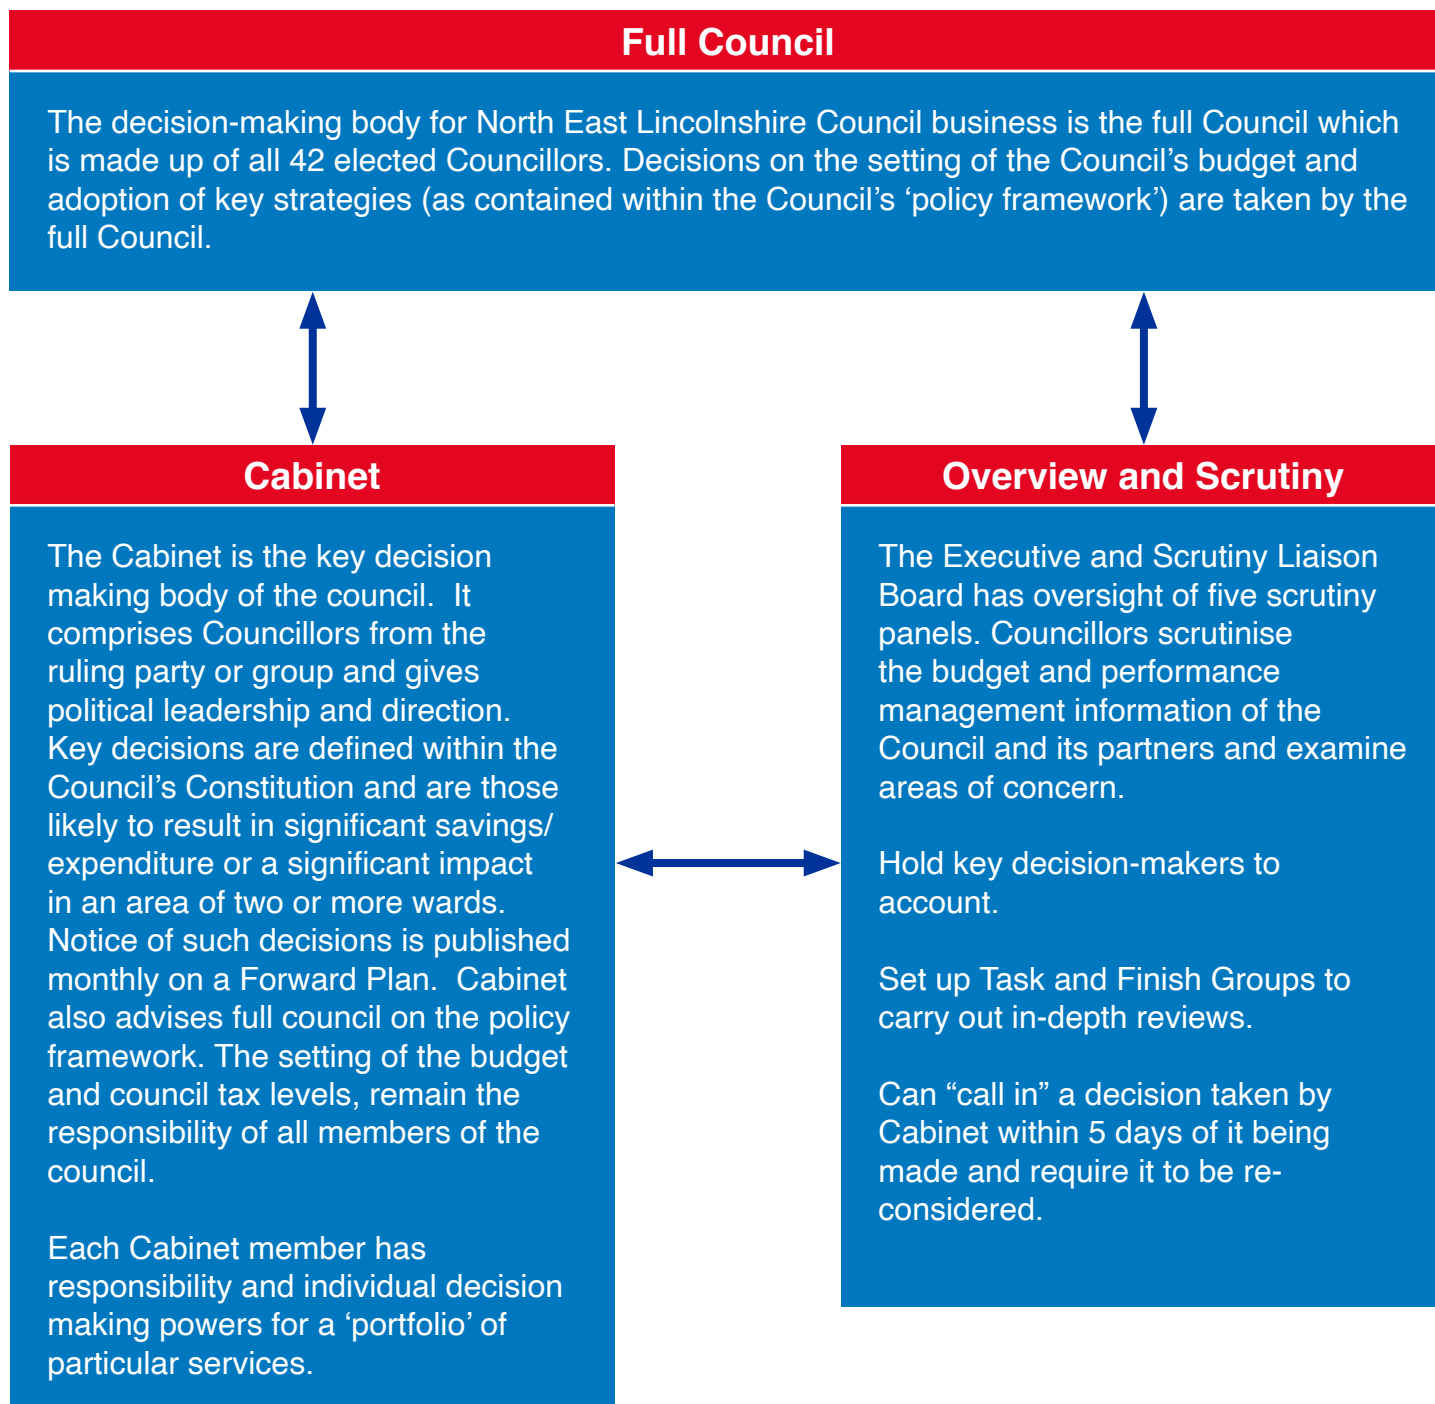 Full Council
The decision-making body for North East Lincolnshire Council business is the full Council which
is made up of all 42 elected Councillors. Decisions on the setting of the Council’s budget and
adoption of key strategies (as contained within the Council’s ‘policy framework’) are taken by the
full Council.
Cabinet
The Cabinet is the key decision
making body of the council.  It
comprises Councillors from the
ruling party or group and gives
political leadership and direction.
Key decisions are defined within the
Council’s Constitution and are those
likely to result in significant savings/
expenditure or a significant impact
in an area of two or more wards.
Notice of such decisions is published
monthly on a Forward Plan.  Cabinet
also advises full council on the policy
framework. The setting of the budget
and council tax levels, remain the
responsibility of all members of the
council.
Each Cabinet member has
responsibility and individual decision
making powers for a ‘portfolio’ of
particular services.
Overview and Scrutiny
The Executive and Scrutiny Liaison
Board has oversight of five scrutiny
panels. Councillors scrutinise
the budget and performance
management information of the
Council and its partners and examine
areas of concern.
Hold key decision-makers to
account.
Set up Task and Finish Groups to
carry out in-depth reviews.
Can “call in” a decision taken by
Cabinet within 5 days of it being
made and require it to be re-
considered.